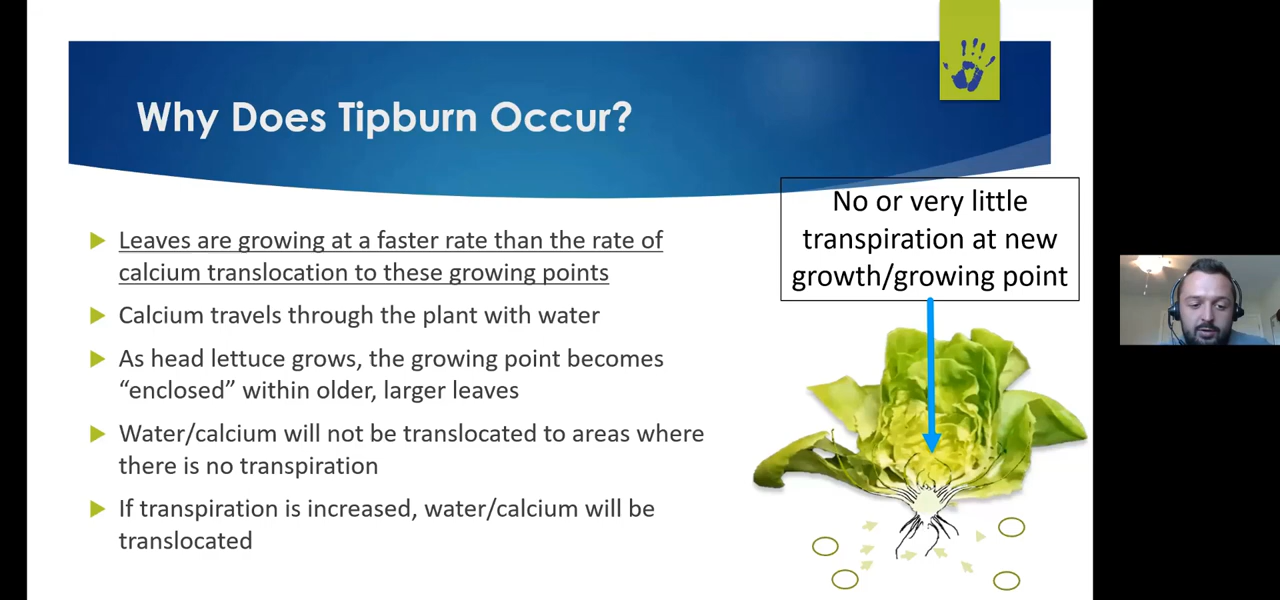 Why Does Tipburn Occur?
No or very little
transpiration at new
growth/growing point
Leaves are growing at a faster rate than the rate of
calcium translocation to these growing points
Calcium travels through the plant with water
As head lettuce grows, the growing point becomes
“enclosed” within older, larger leaves
Water/calcium will not be translocated to areas where
there is no transpiration
If transpiration is increased, water/calcium will be
translocated